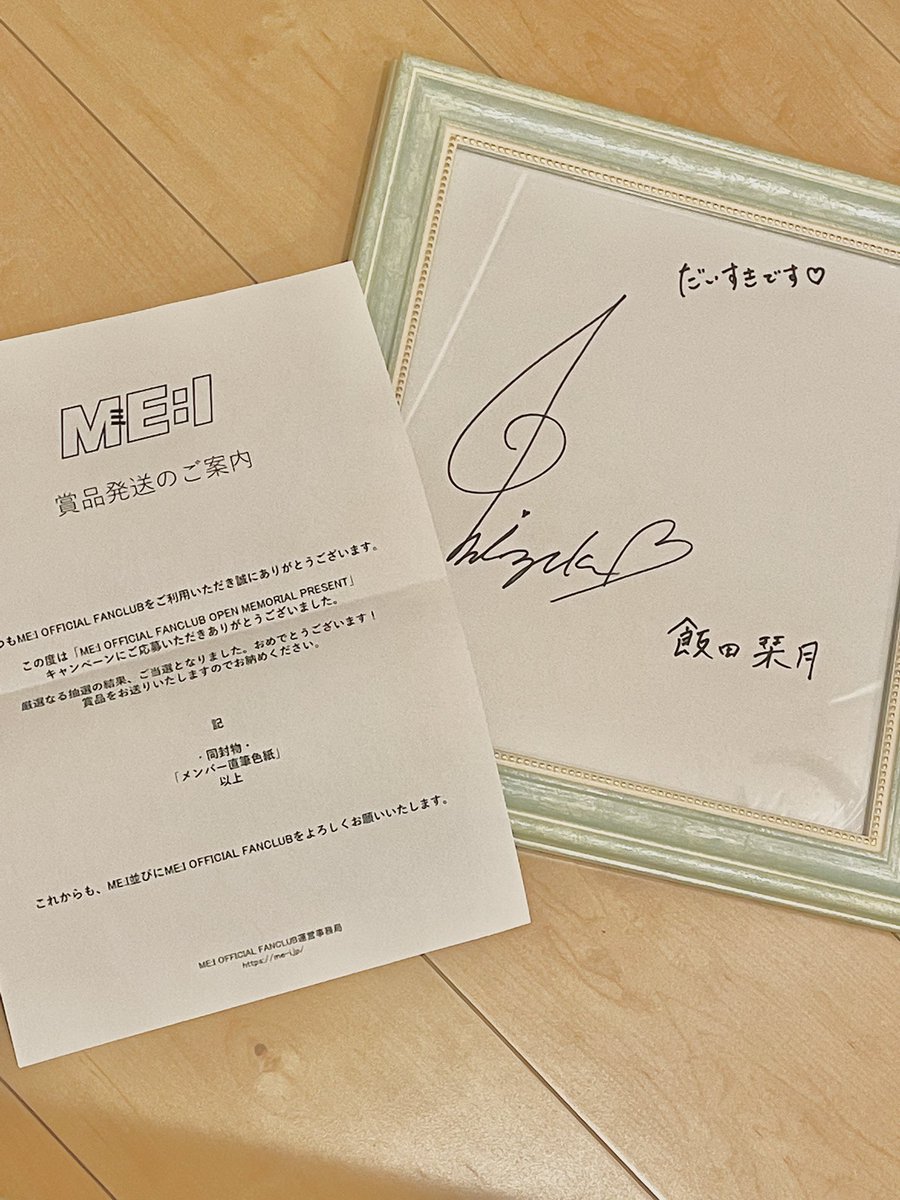 ME:I
賞品発送のご案内
つもME:I OFFICIAL FANCLUBをご利用いただき誠にありがとうございます。
この度は「ME:I OFFICIAL FANCLUB OPEN MEMORIAL PRESENT」
キャンペーンにご応募いただきありがとうございました。
厳選なる抽選の結果、ご当選となりました。おめでとうございます！
賞品をお送りいたしますのでお納めください。
記
・同封物・
「メンバー直筆色紙」
以上
これからも、ME:I並びにME:I OFFICIAL FANCLUBをよろしくお願いいたします。
ME:I OFFICIAL FANCLUB運営事務局
https://me-i.jp/
だいすきです♡
飯田栞月